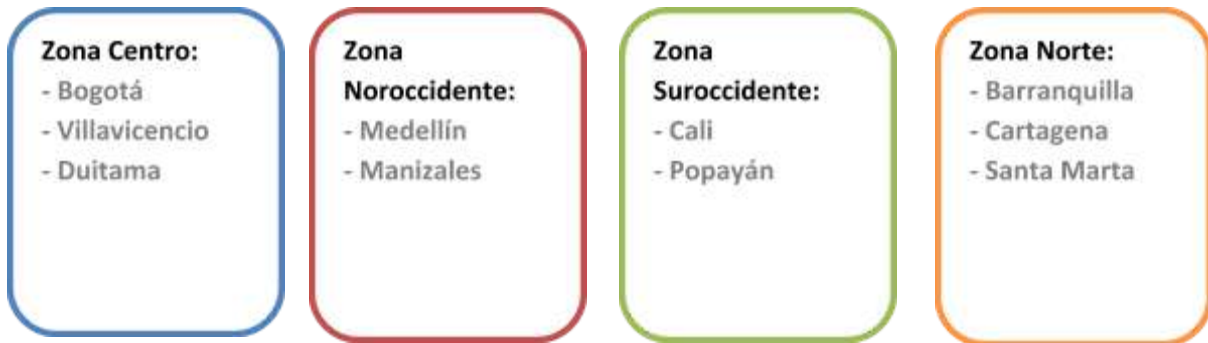 Zona Centro:
- Bogotá
- Villavicencio
- Duitama
Zona
Noroccidente:
- Medellín
- Manizales
Zona
Suroccidente:
- Cali
- Popayán
Zona Norte:
- Barranquilla
- Cartagena
- Santa Marta